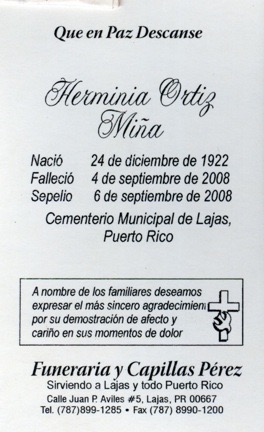 Que en Paz Descanse
Herminia Ortiz
Miña
Nació 24 de diciembre de 1922
Falleció 4 de septiembre de 2008
Sepelio 6 de septiembre de 2008
Cementerio Municipal de Lajas,
Puerto Rico
A nombre de los familiares deseamos
expresar el más sincero agradecimien
por su demostración de afecto y
cariño en sus momentos de dolor
Funeraria y Capillas Pérez
Sirviendo a Lajas y todo Puerto Rico
Calle Juan P. Aviles #5, Lajas, PR 00667
Tel. (787)899-1285 • Fax (787) 8990-1200